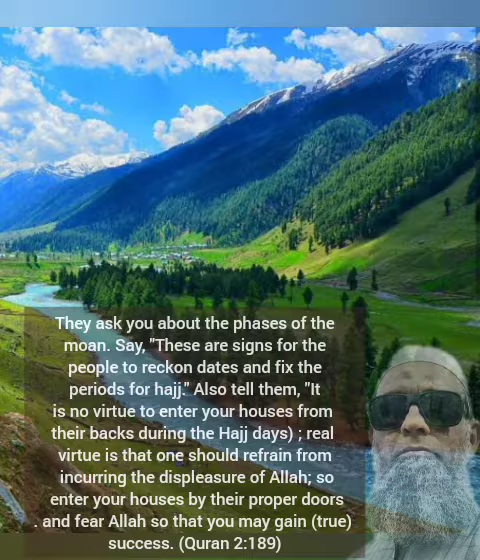 They ask you about the phases of the
moan. Say, "These are signs for the
people to reckon dates and fix the
periods for hajj." Also tell them, "It
is no virtue to enter your houses from
their backs during the Hajj days) ; real
virtue is that one should refrain from
incurring the displeasure of Allah; so
enter your houses by their proper doors
. and fear Allah so that you may gain (true)
success. (Quran 2:189)